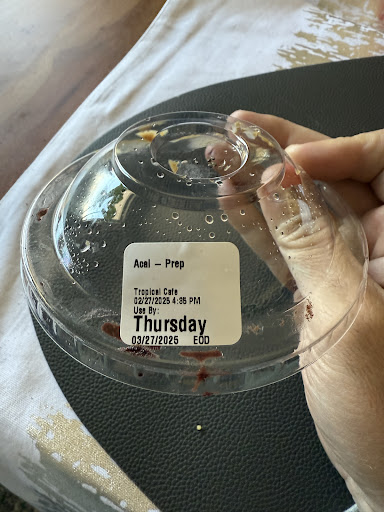 Acai - Prep
Tropical Cafe
02/27/2025 4:35 PM
Use By:
Thursday
03/27/2025 EOD